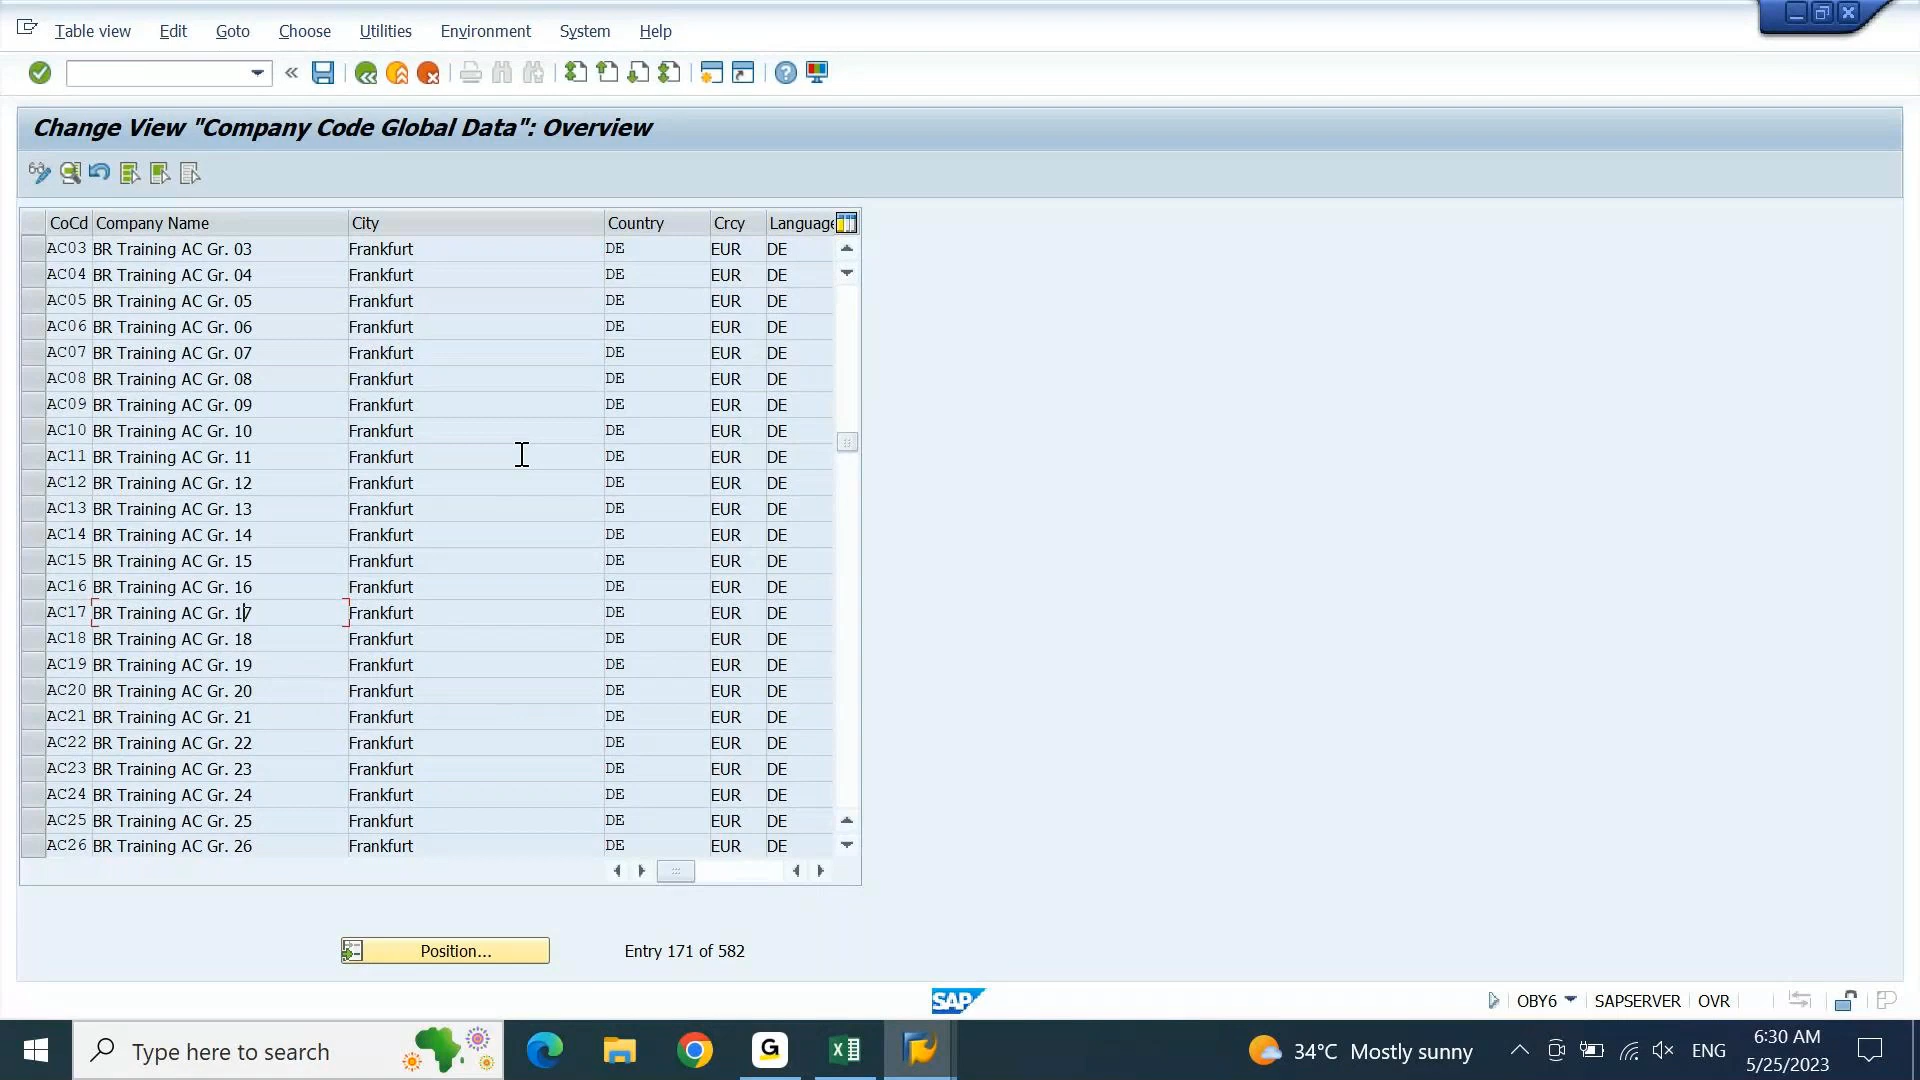 Table view Edit Goto Choose Utilities Environment System Help
Change View "Company Code Global Data": Overview
CoCd Company Name City Country Crcy Language
AC03 BR Training AC Gr. 03 Frankfurt DE EUR DE
AC04 BR Training AC Gr. 04 Frankfurt DE EUR DE
AC05 BR Training AC Gr. 05 Frankfurt DE EUR DE
AC06 BR Training AC Gr. 06 Frankfurt DE EUR DE
AC07 BR Training AC Gr. 07 Frankfurt DE EUR DE
AC08 BR Training AC Gr. 08 Frankfurt DE EUR DE
AC09 BR Training AC Gr. 09 Frankfurt DE EUR DE
AC10 BR Training AC Gr. 10 Frankfurt DE EUR DE
AC11 BR Training AC Gr. 11 Frankfurt DE EUR DE
AC12 BR Training AC Gr. 12 Frankfurt DE EUR DE
AC13 BR Training AC Gr. 13 Frankfurt DE EUR DE
AC14 BR Training AC Gr. 14 Frankfurt DE EUR DE
AC15 BR Training AC Gr. 15 Frankfurt DE EUR DE
AC16 BR Training AC Gr. 16 Frankfurt DE EUR DE
AC17 BR Training AC Gr. 17 Frankfurt DE EUR DE
AC18 BR Training AC Gr. 18 Frankfurt DE EUR DE
AC19 BR Training AC Gr. 19 Frankfurt DE EUR DE
AC20 BR Training AC Gr. 20 Frankfurt DE EUR DE
AC21 BR Training AC Gr. 21 Frankfurt DE EUR DE
AC22 BR Training AC Gr. 22 Frankfurt DE EUR DE
AC23 BR Training AC Gr. 23 Frankfurt DE EUR DE
AC24 BR Training AC Gr. 24 Frankfurt DE EUR DE
AC25 BR Training AC Gr. 25 Frankfurt DE EUR DE
AC26 BR Training AC Gr. 26 Frankfurt DE EUR DE
Position... Entry 171 of 582
SAP OBY6 SAPSERVER OVR
Type here to search G 34°C Mostly sunny ENG 6:30 AM
5/25/2023